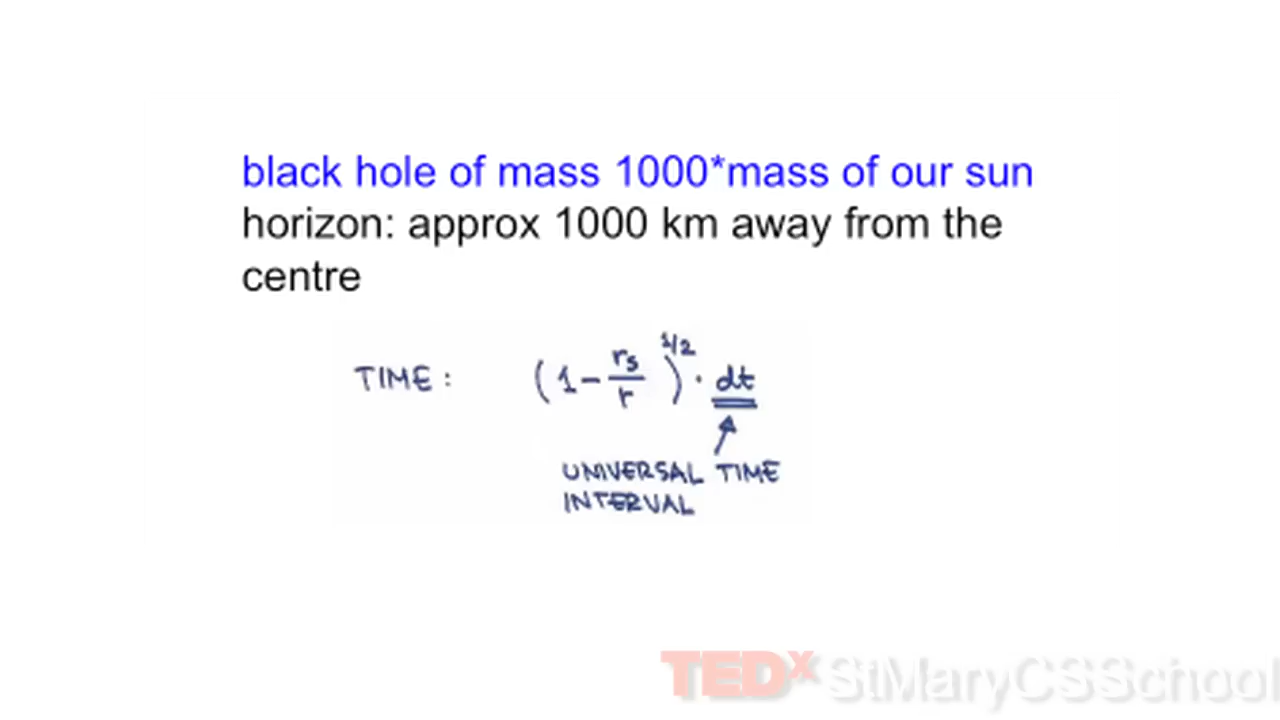 black hole of mass 1000*mass of our sun
horizon: approx 1000 km away from the
centre
TIME: (1 - rs/r)^1/2 · dt
UNIVERSAL TIME
INTERVAL
TEDx StMaryCSSchool